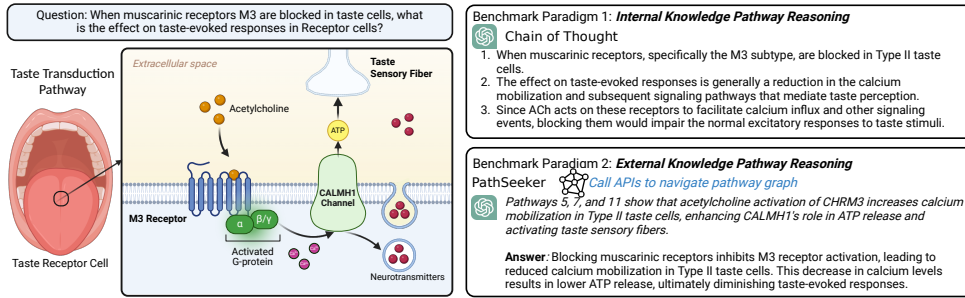 Question: When muscarinic receptors M3 are blocked in taste cells, what
is the effect on taste-evoked responses in Receptor cells?
Taste Transduction
Pathway
Taste Receptor Cell
Extracellular space
Taste
Sensory Fiber
Acetylcholine
ATP
CALMH1
Channel
M3 Receptor
α
β/γ
Activated
G-protein
Ca2+
Ca2+
Neurotransmitters
Benchmark Paradigm 1: Internal Knowledge Pathway Reasoning
Chain of Thought
1. When muscarinic receptors, specifically the M3 subtype, are blocked in Type II taste
cells.
2. The effect on taste-evoked responses is generally a reduction in the calcium
mobilization and subsequent signaling pathways that mediate taste perception.
3. Since ACh acts on these receptors to facilitate calcium influx and other signaling
events, blocking them would impair the normal excitatory responses to taste stimuli.
Benchmark Paradigm 2: External Knowledge Pathway Reasoning
PathSeeker Call APIs to navigate pathway graph
Pathways 5, 7, and 11 show that acetylcholine activation of CHRM3 increases calcium
mobilization in Type II taste cells, enhancing CALMH1's role in ATP release and
activating taste sensory fibers.
Answer: Blocking muscarinic receptors inhibits M3 receptor activation, leading to
reduced calcium mobilization in Type II taste cells. This decrease in calcium levels
results in lower ATP release, ultimately diminishing taste-evoked responses.